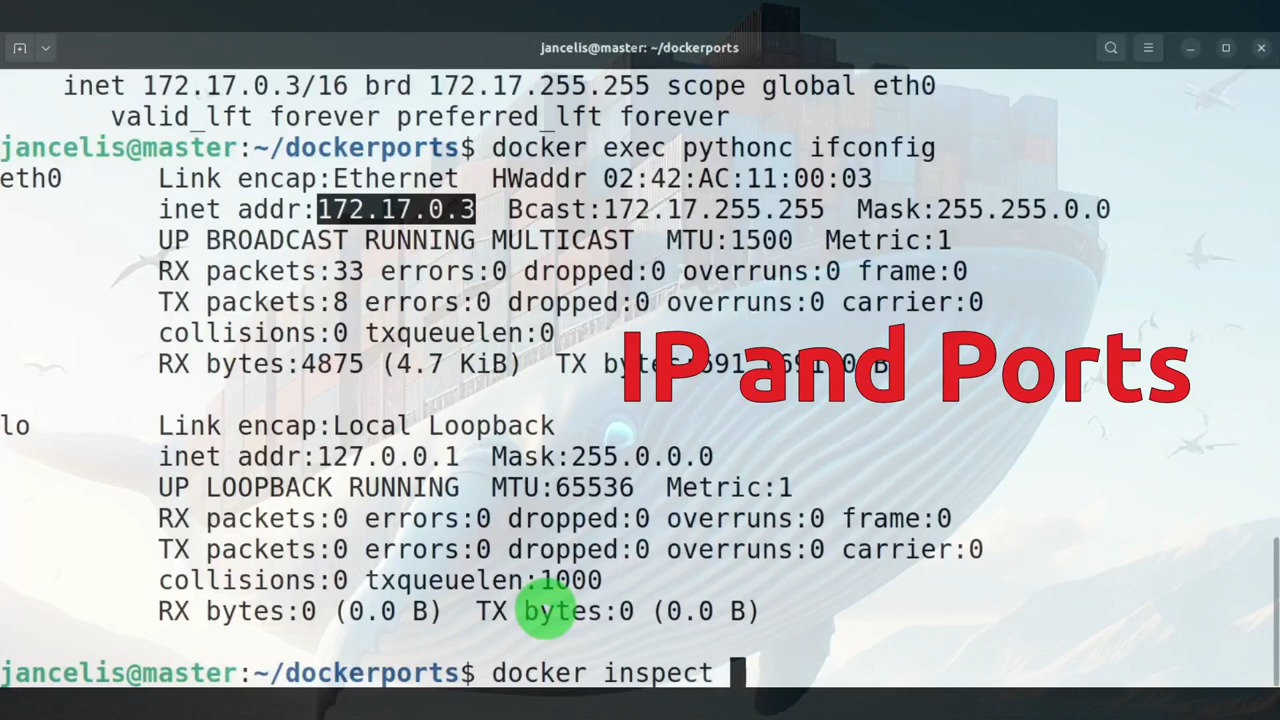 jancelis@master: ~/dockerports
inet 172.17.0.3/16 brd 172.17.255.255 scope global eth0
valid_lft forever preferred_lft forever
jancelis@master:~/dockerports$ docker exec pythonc ifconfig
eth0 Link encap:Ethernet HWaddr 02:42:AC:11:00:03
inet addr:172.17.0.3 Bcast:172.17.255.255 Mask:255.255.0.0
UP BROADCAST RUNNING MULTICAST MTU:1500 Metric:1
RX packets:33 errors:0 dropped:0 overruns:0 frame:0
TX packets:8 errors:0 dropped:0 overruns:0 carrier:0
collisions:0 txqueuelen:0
RX bytes:4875 (4.7 KiB) TX
IP and Ports
lo Link encap:Local Loopback
inet addr:127.0.0.1 Mask:255.0.0.0
UP LOOPBACK RUNNING MTU:65536 Metric:1
RX packets:0 errors:0 dropped:0 overruns:0 frame:0
TX packets:0 errors:0 dropped:0 overruns:0 carrier:0
collisions:0 txqueuelen:1000
RX bytes:0 (0.0 B) TX bytes:0 (0.0 B)
jancelis@master:~/dockerports$ docker inspect